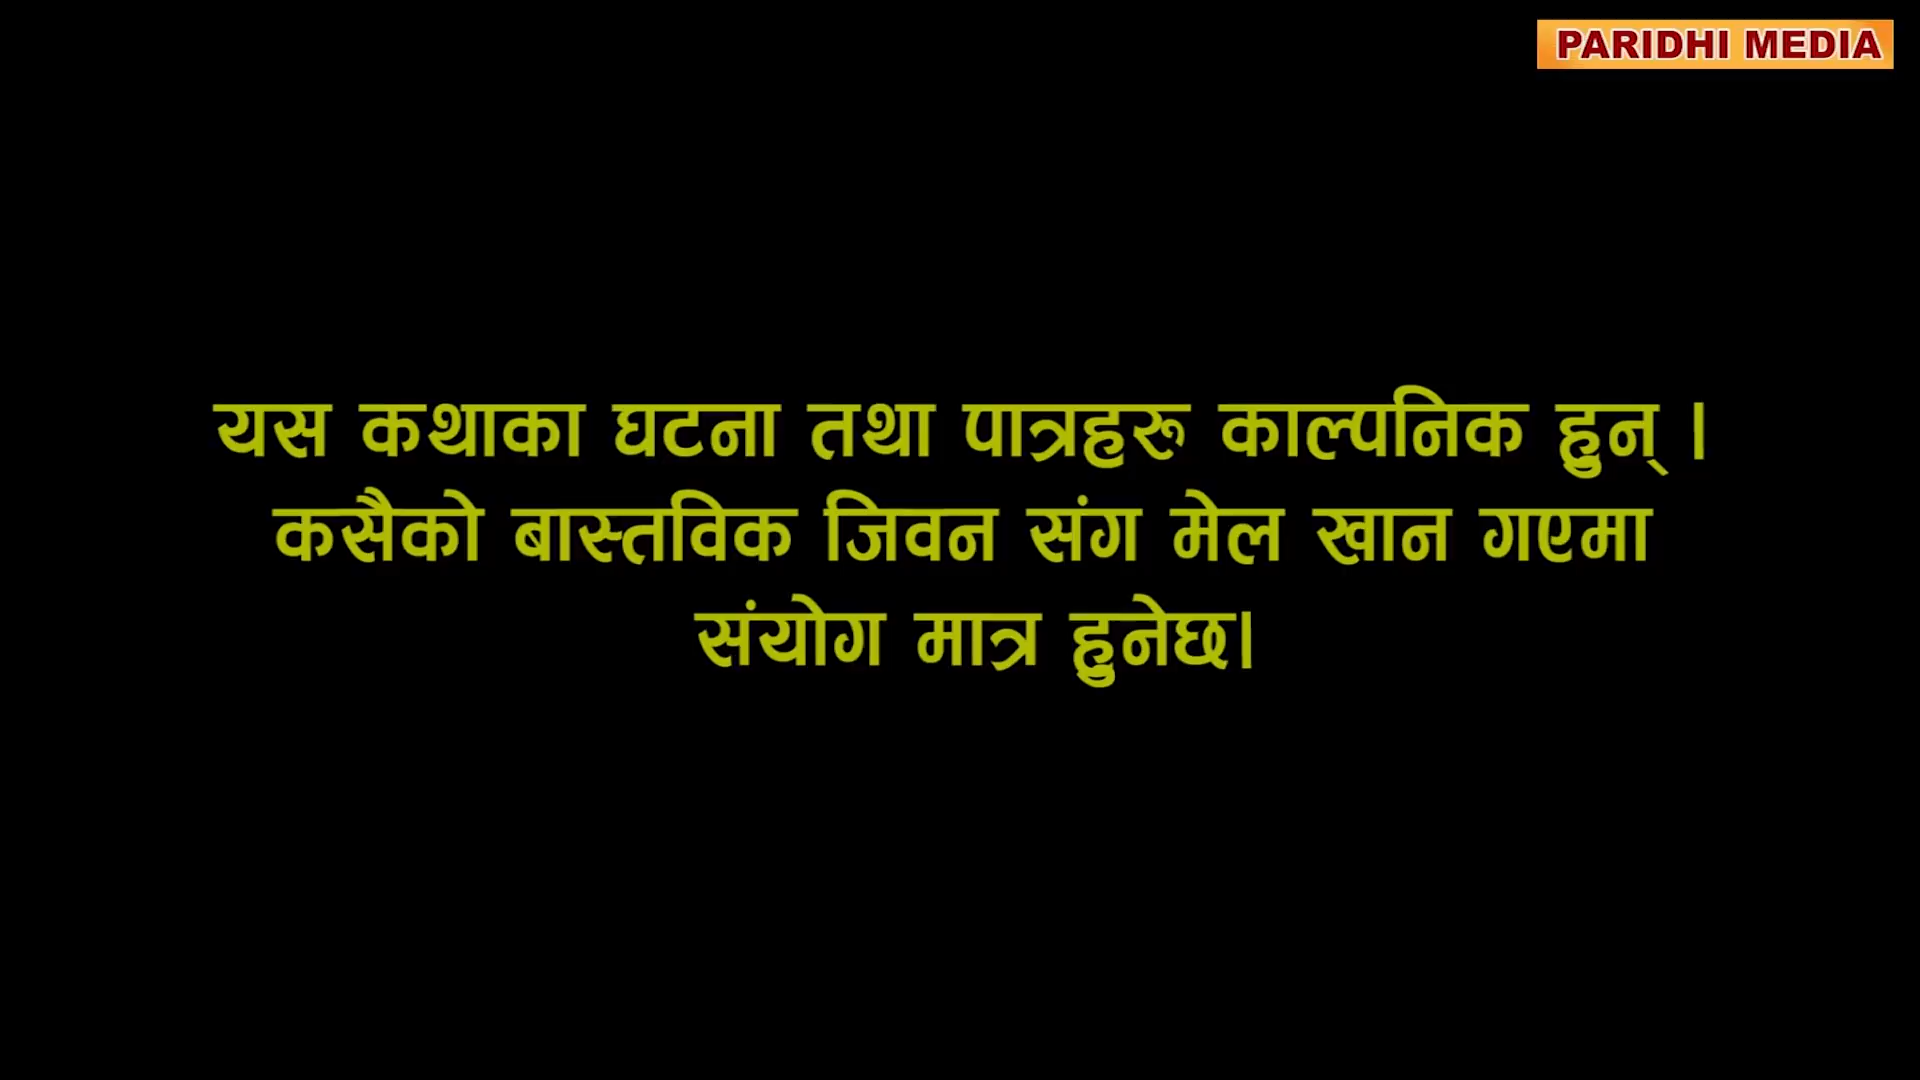 PARIDHI MEDIA
यस कथाका घटना तथा पात्रहरू काल्पनिक हुन् ।
कसैको बास्तविक जिवन संग मेल खान गएमा
संयोग मात्र हुनेछ।